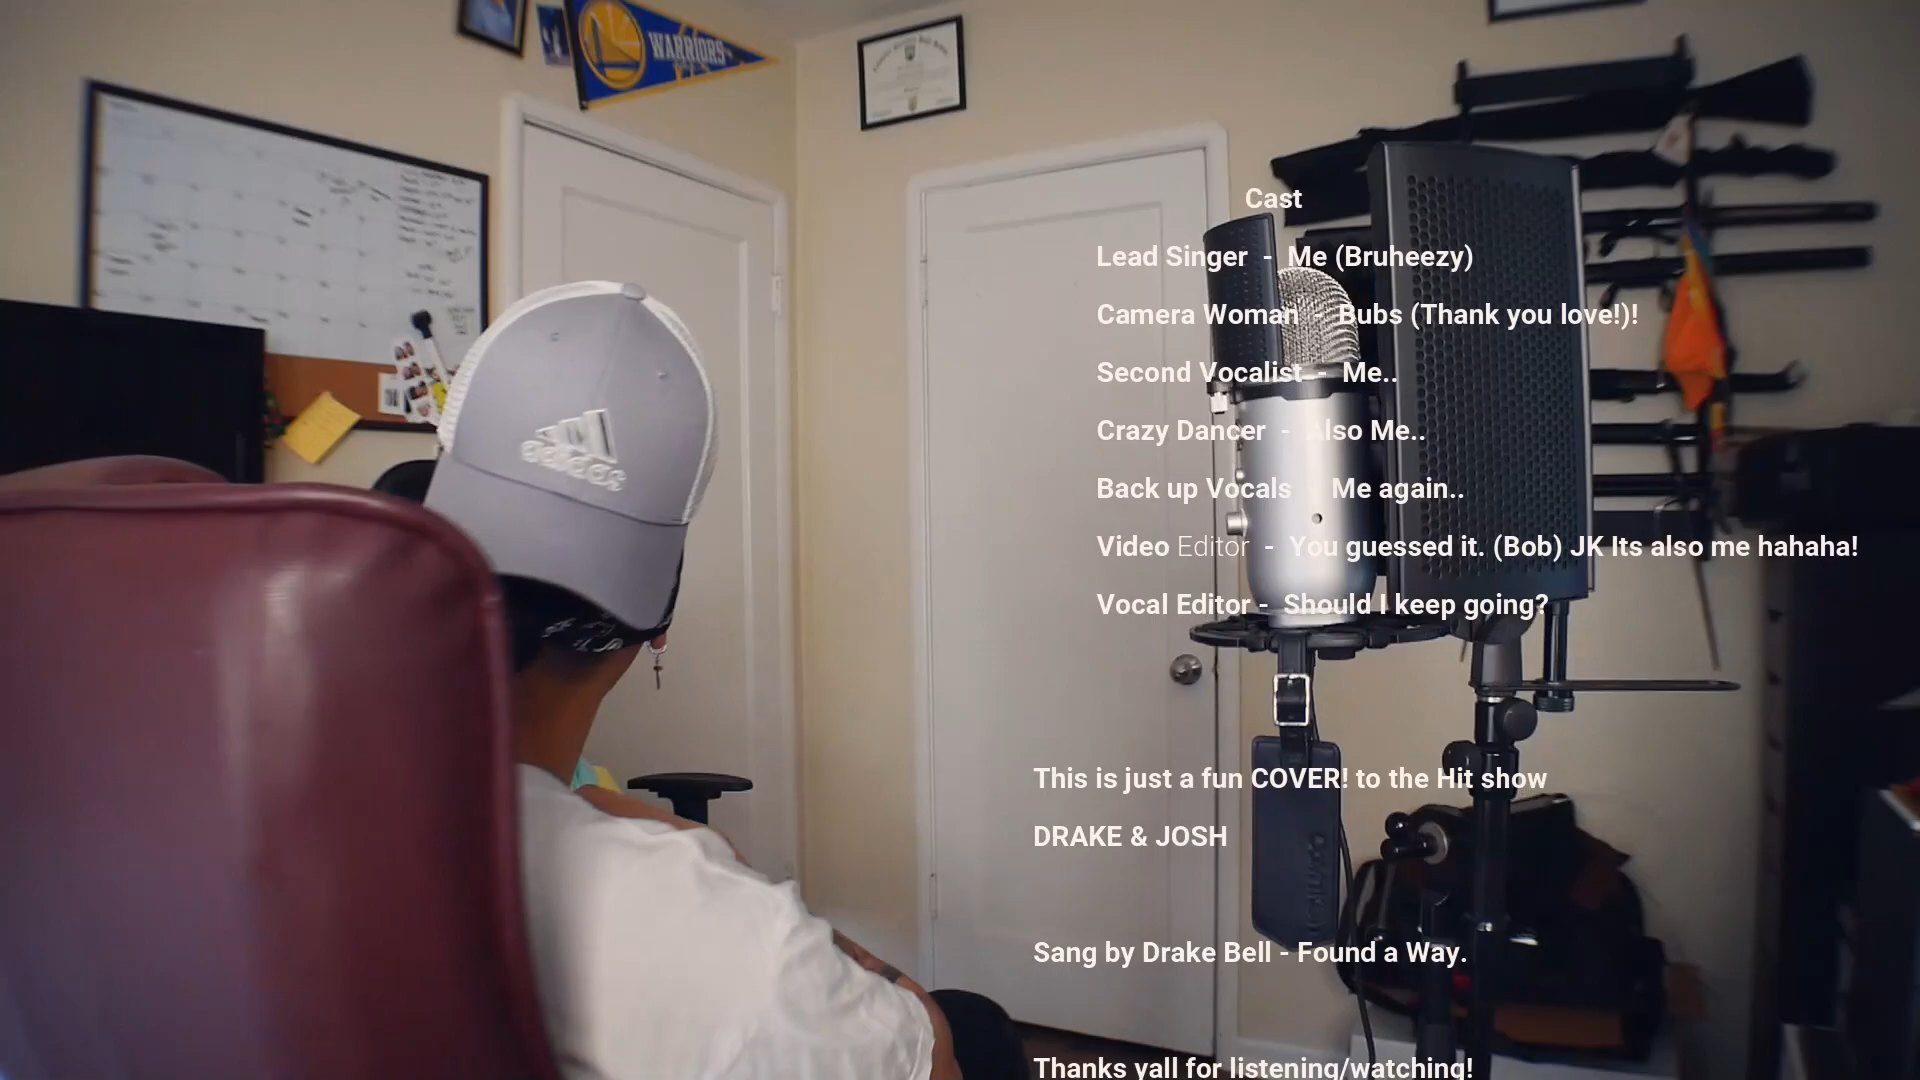 WARRIORS
Cast
Lead Singer - Me (Bruheezy)
Camera Woman - Bubs (Thank you love!)!
Second Vocalist - Me..
Crazy Dancer - Also Me..
Back up Vocals - Me again..
Video Editor - You guessed it. (Bob) JK Its also me hahaha!
Vocal Editor - Should I keep going?
adidas
This is just a fun COVER! to the Hit show
DRAKE & JOSH
Sang by Drake Bell - Found a Way.
Thanks yall for listening/watching!